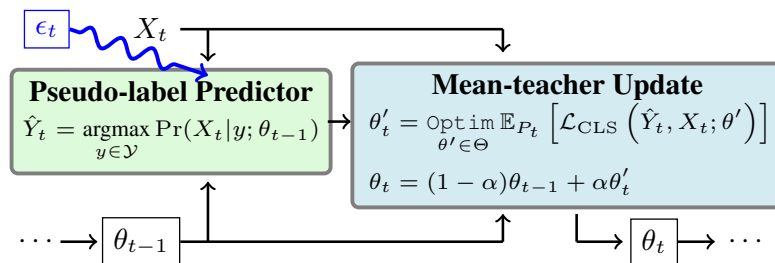 ϵ_t X_t
Pseudo-label Predictor
Ŷ_t = argmax_{y∈𝒴} Pr(X_t|y; θ_{t−1})
Mean-teacher Update
θ′_t = Optim_{θ′∈Θ} 𝔼_{P_t} [ℒ_CLS (Ŷ_t, X_t; θ′)]
θ_t = (1 − α)θ_{t−1} + αθ′_t
⋯ θ_{t−1} θ_t ⋯